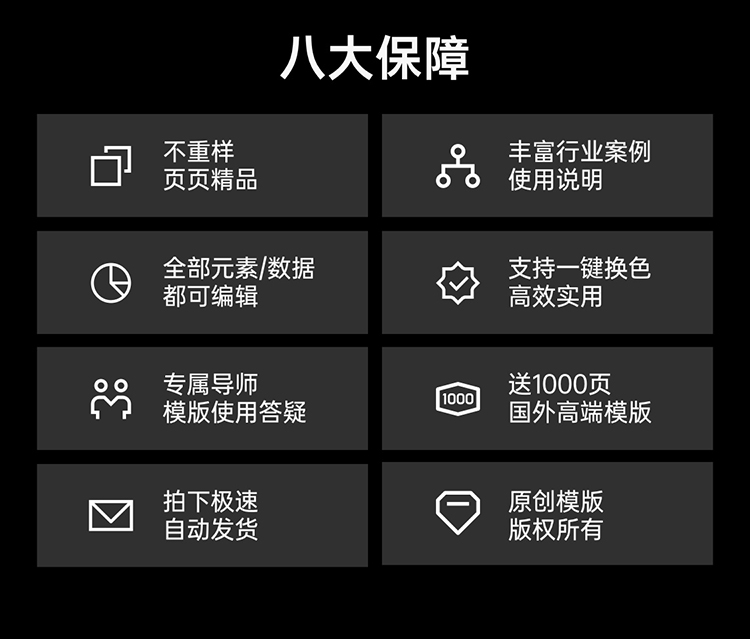 八大保障
不重样
页页精品
丰富行业案例
使用说明
全部元素/数据
都可编辑
支持一键换色
高效实用
专属导师
模版使用答疑
1000
送1000页
国外高端模版
拍下极速
自动发货
原创模版
版权所有